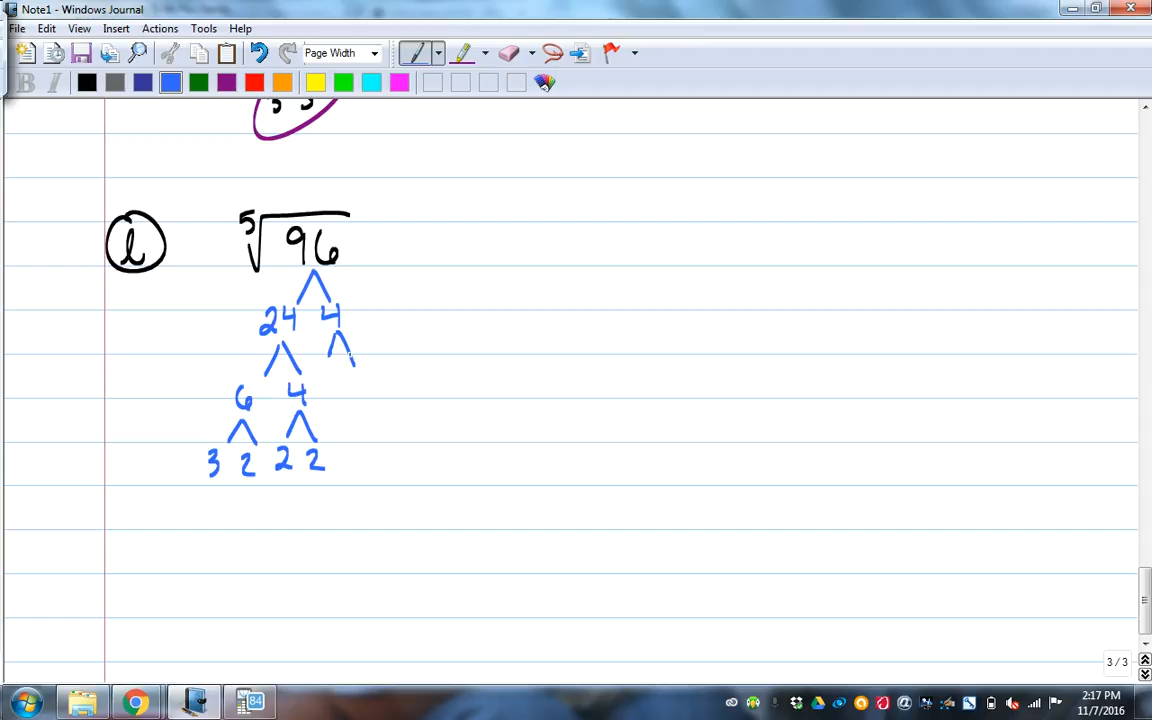 Note1 - Windows Journal
File Edit View Insert Actions Tools Help
Page Width
B I
l 5√96
24 4
6 4
3 2 2 2
3 / 3
84
2:17 PM
11/7/2016